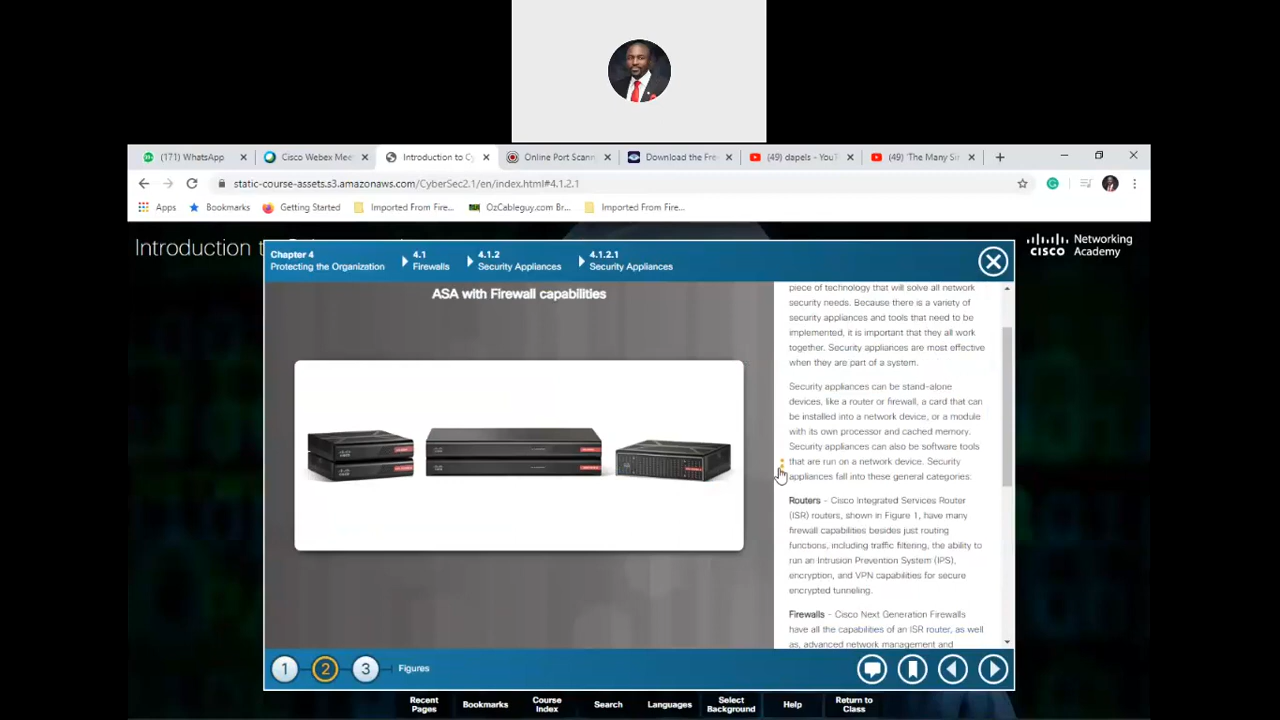 (171) WhatsApp
Cisco Webex Mee
Introduction to Cy
Online Port Scann
Download the Fre
(49) dapels - YouT
(49) 'The Many Sir
static-course-assets.s3.amazonaws.com/CyberSec2.1/en/index.html#4.1.2.1
Apps
Bookmarks
Getting Started
Imported From Fire...
OzCableguy.com Br...
Imported From Fire...
Introduction t
CISCO
Networking
Academy
Chapter 4
Protecting the Organization
4.1
Firewalls
4.1.2
Security Appliances
4.1.2.1
Security Appliances
ASA with Firewall capabilities
piece of technology that will solve all network
security needs. Because there is a variety of
security appliances and tools that need to be
implemented, it is important that they all work
together. Security appliances are most effective
when they are part of a system.
Security appliances can be stand-alone
devices, like a router or firewall, a card that can
be installed into a network device, or a module
with its own processor and cached memory.
Security appliances can also be software tools
that are run on a network device. Security
appliances fall into these general categories:
Routers - Cisco Integrated Services Router
(ISR) routers, shown in Figure 1, have many
firewall capabilities besides just routing
functions, including traffic filtering, the ability to
run an Intrusion Prevention System (IPS),
encryption, and VPN capabilities for secure
encrypted tunneling.
Firewalls - Cisco Next Generation Firewalls
have all the capabilities of an ISR router, as well
as, advanced network management and
1
2
3
Figures
Recent
Pages
Bookmarks
Course
Index
Search
Languages
Select
Background
Help
Return to
Class